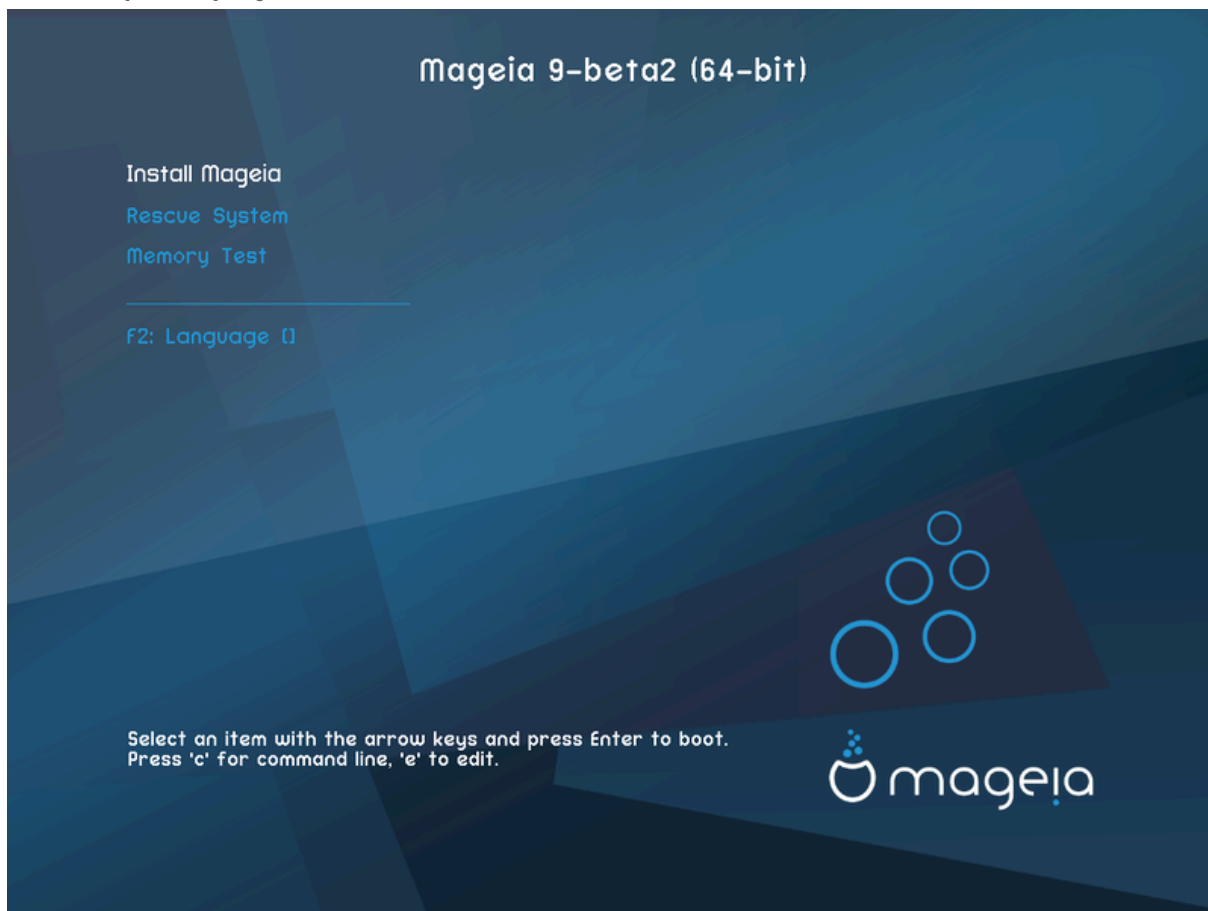 Mageia 9-beta2 (64-bit)
Install Mageia
Rescue System
Memory Test
F2: Language []
Select an item with the arrow keys and press Enter to boot.
Press 'c' for command line, 'e' to edit.
mageia